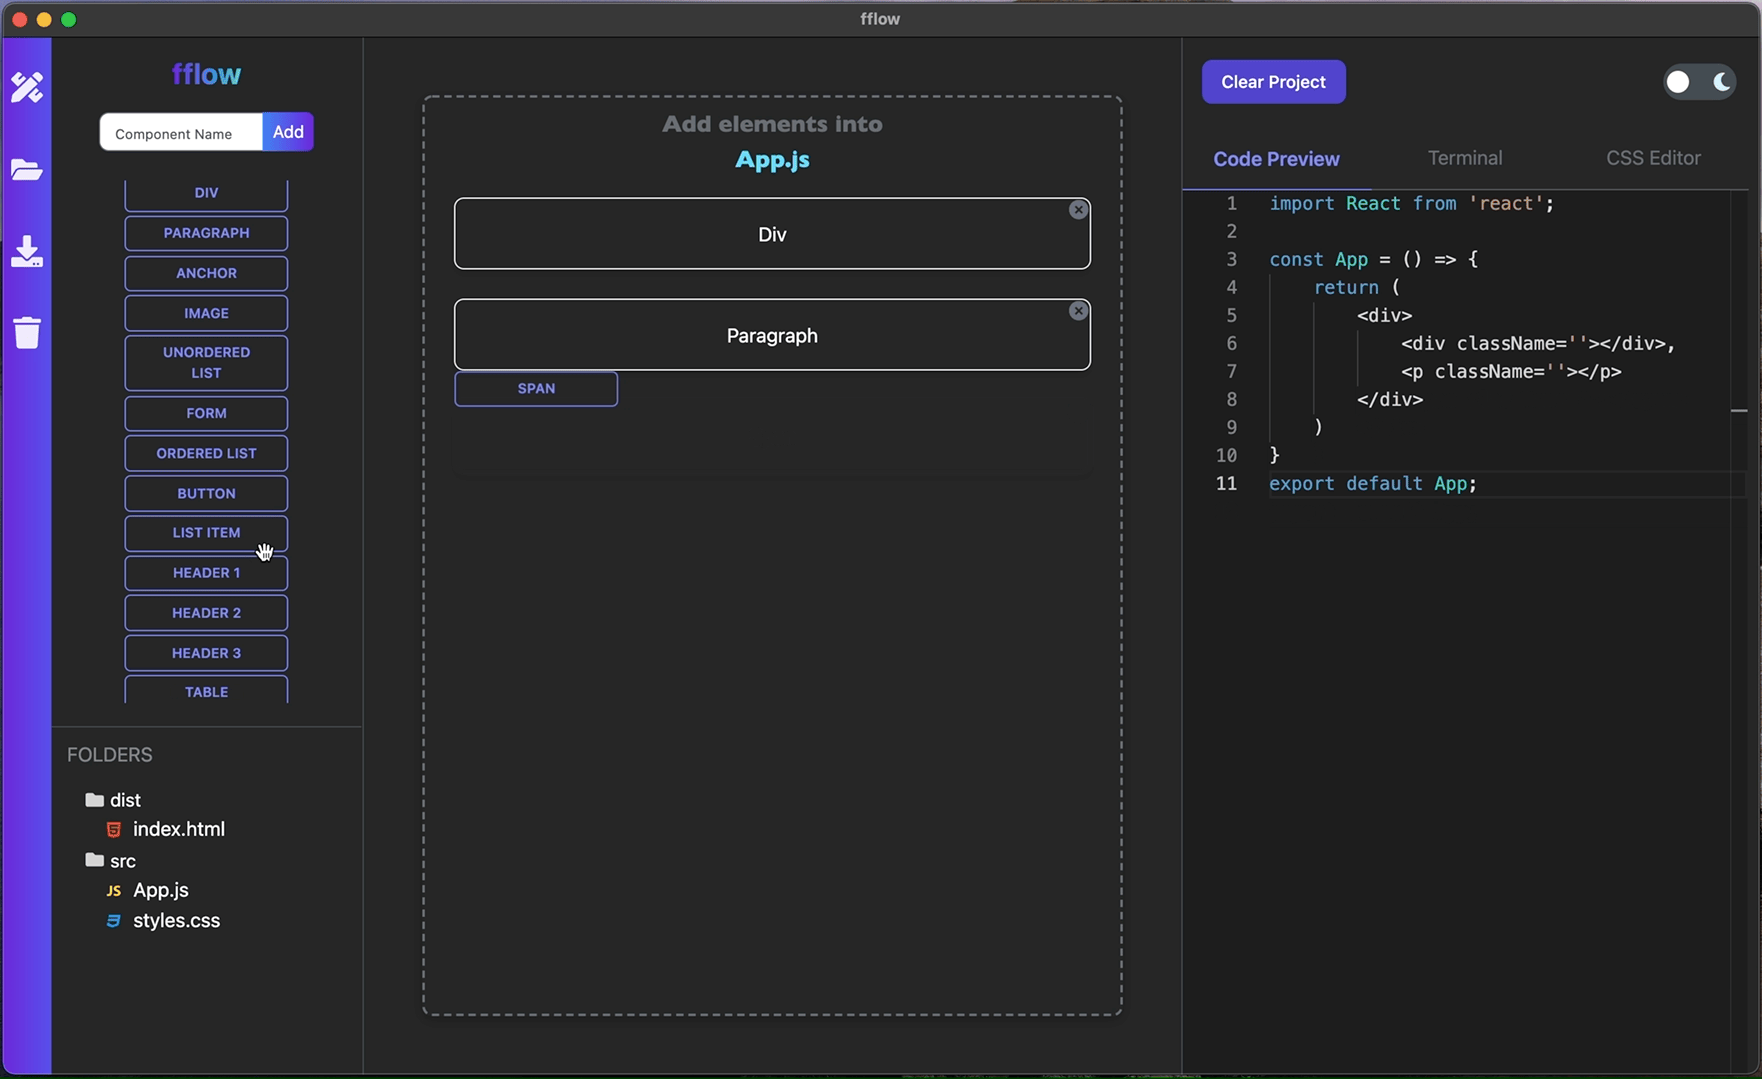 fflow
fflow
Component Name
Add
DIV
PARAGRAPH
ANCHOR
IMAGE
UNORDERED
LIST
FORM
ORDERED LIST
BUTTON
LIST ITEM
HEADER 1
HEADER 2
HEADER 3
TABLE
FOLDERS
dist
index.html
src
JS App.js
styles.css
Add elements into
App.js
Div
Paragraph
SPAN
Clear Project
Code Preview
Terminal
CSS Editor
1 import React from 'react';
2
3 const App = () => {
4 return (
5 <div>
6 <div className=''></div>,
7 <p className=''></p>
8 </div>
9 )
10 }
11 export default App;